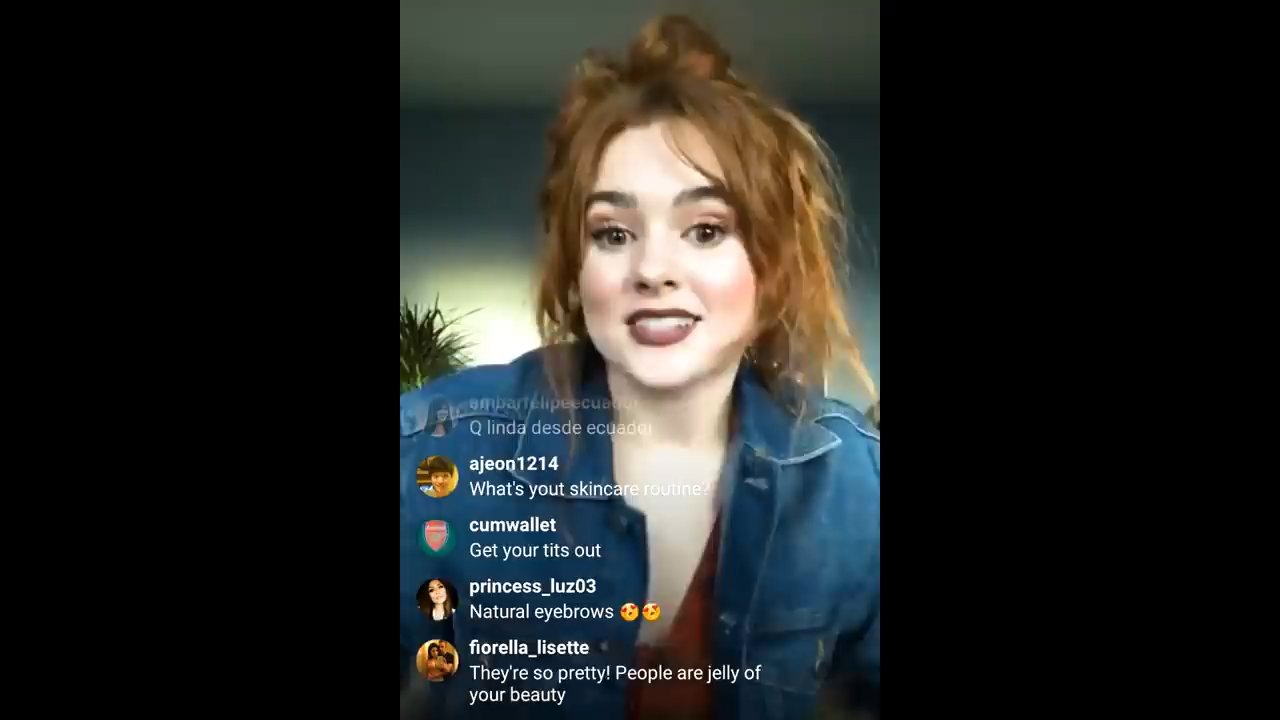 ambarfelipeecuador
Q linda desde ecuador
ajeon1214
What's yout skincare routine?
cumwallet
Get your tits out
princess_luz03
Natural eyebrows 😍😍
fiorella_lisette
They're so pretty! People are jelly of
your beauty